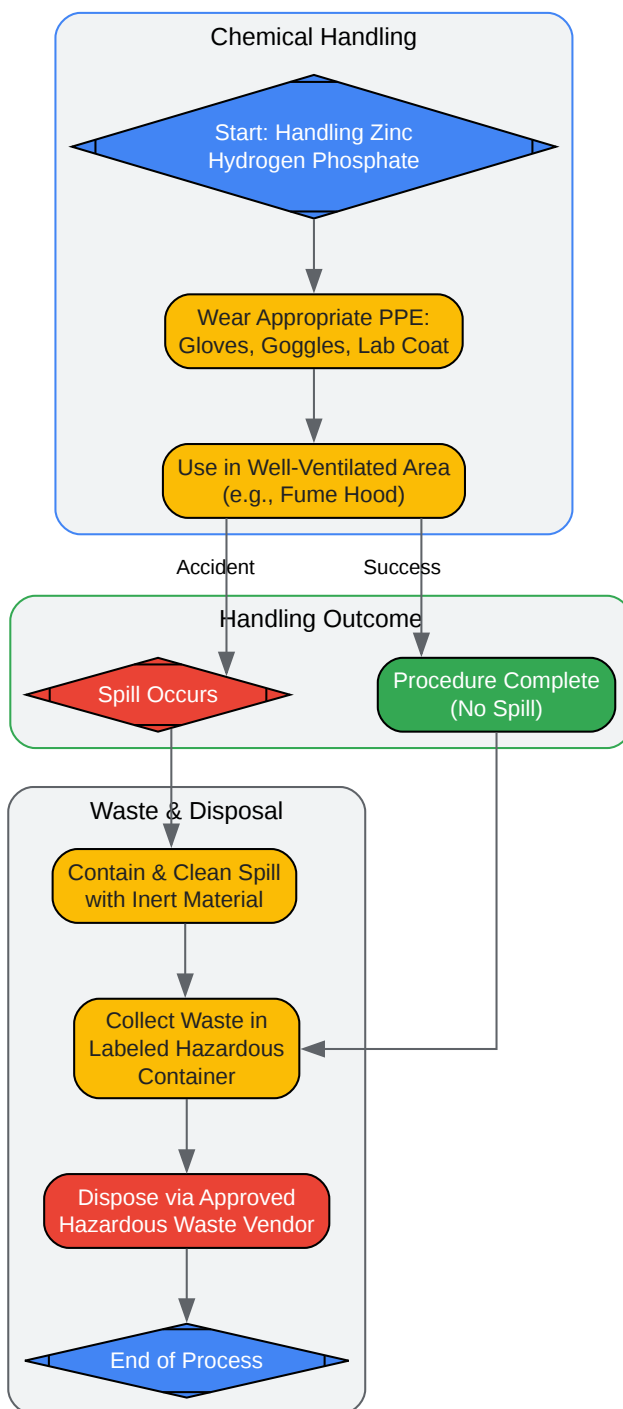 Chemical Handling
Start: Handling Zinc
Hydrogen Phosphate
Wear Appropriate PPE:
Gloves, Goggles, Lab Coat
Use in Well-Ventilated Area
(e.g., Fume Hood)
Accident
Success
Handling Outcome
Spill Occurs
Procedure Complete
(No Spill)
Waste & Disposal
Contain & Clean Spill
with Inert Material
Collect Waste in
Labeled Hazardous
Container
Dispose via Approved
Hazardous Waste Vendor
End of Process